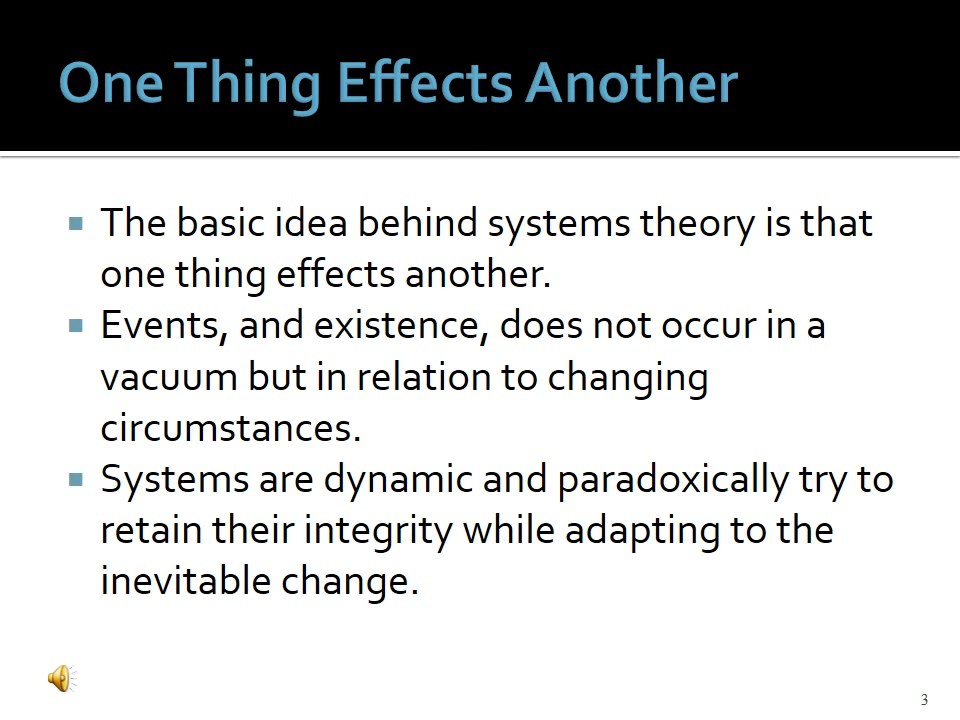 One Thing Effects Another
The basic idea behind systems theory is that
one thing effects another.
Events, and existence, does not occur in a
vacuum but in relation to changing
circumstances.
Systems are dynamic and paradoxically try to
retain their integrity while adapting to the
inevitable change.
3